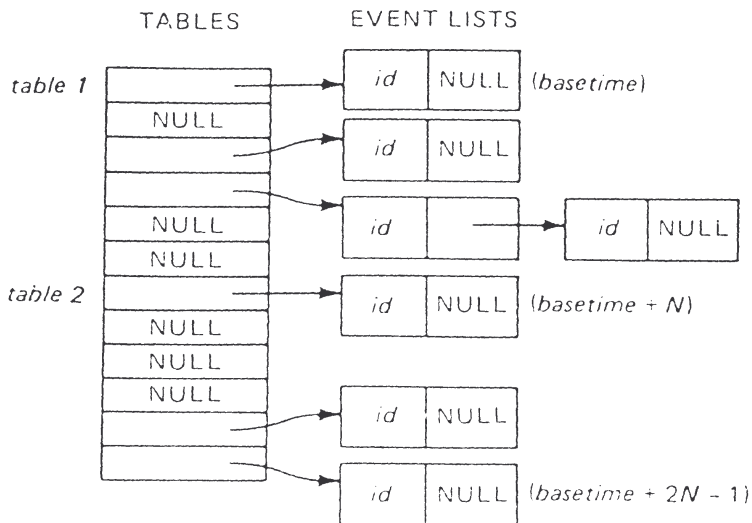 TABLES EVENT LISTS
table 1 id NULL (basetime)
NULL
id NULL
id id NULL
NULL
NULL
table 2 id NULL (basetime + N)
NULL
NULL
NULL
id NULL
id NULL (basetime + 2N - 1)